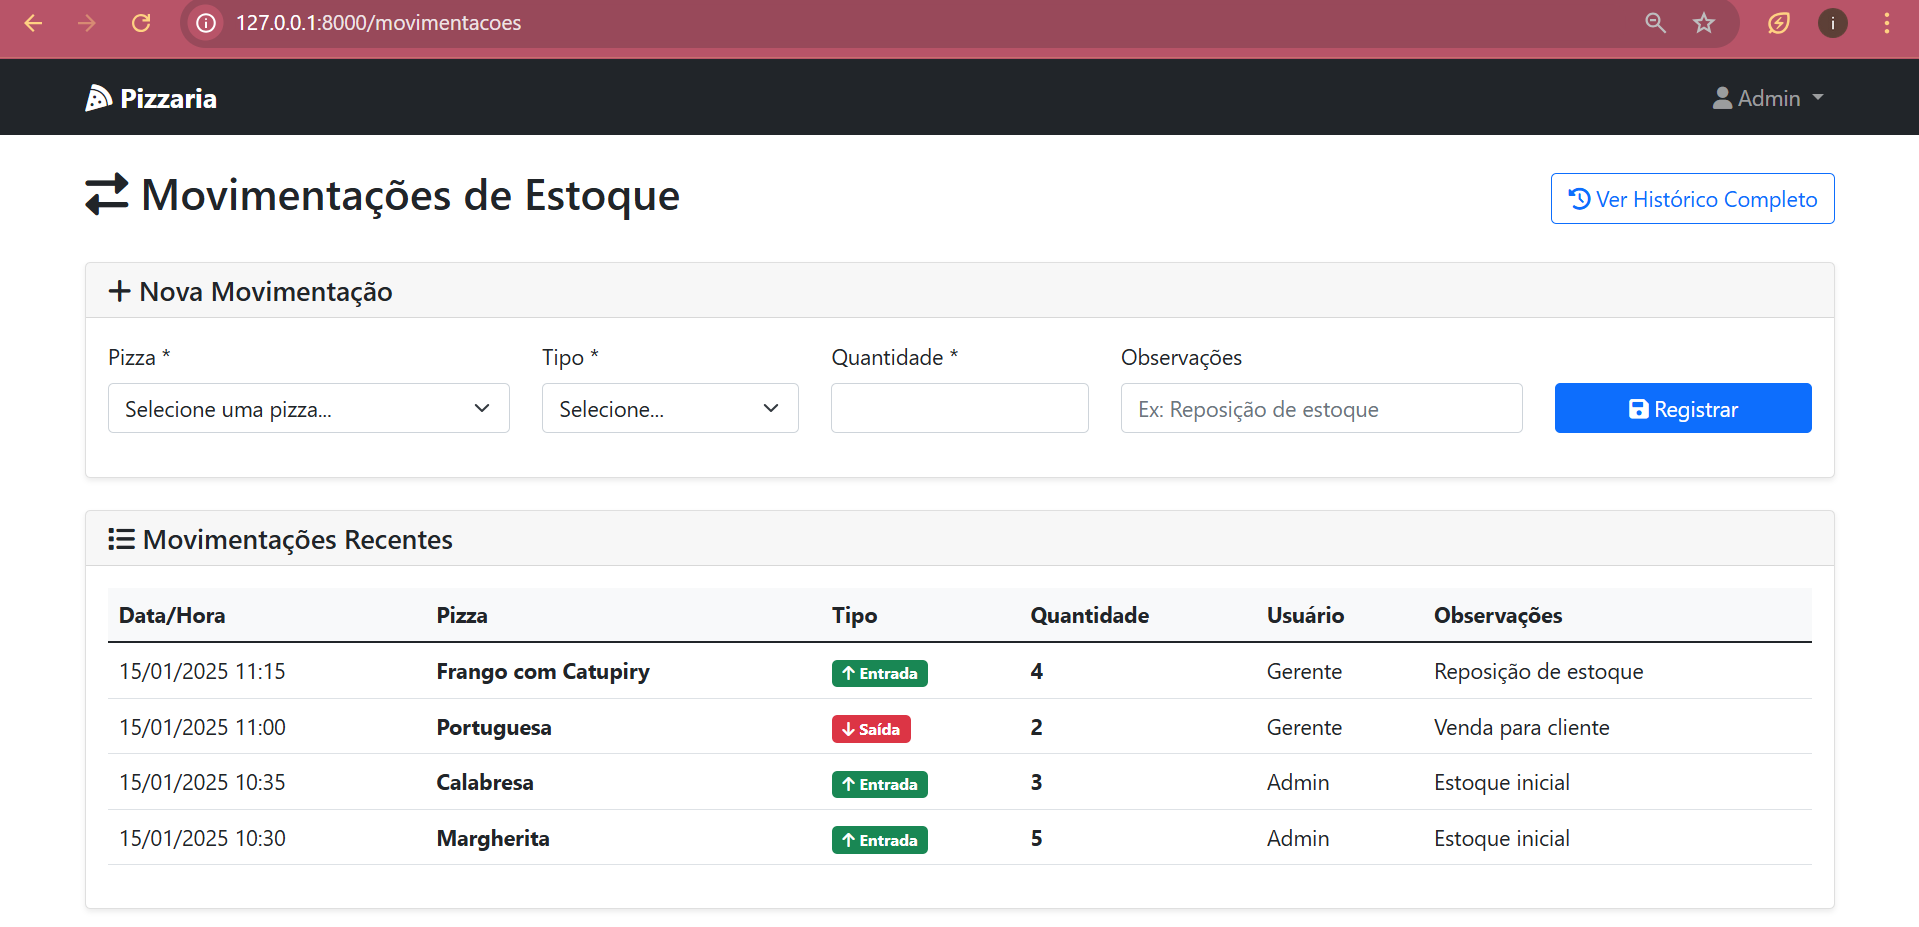 127.0.0.1:8000/movimentacoes
i
Pizzaria
Admin
Movimentações de Estoque
Ver Histórico Completo
Nova Movimentação
Pizza * Tipo * Quantidade * Observações
Selecione uma pizza... Selecione... Ex: Reposição de estoque Registrar
Movimentações Recentes
Data/Hora Pizza Tipo Quantidade Usuário Observações
15/01/2025 11:15 Frango com Catupiry Entrada 4 Gerente Reposição de estoque
15/01/2025 11:00 Portuguesa Saída 2 Gerente Venda para cliente
15/01/2025 10:35 Calabresa Entrada 3 Admin Estoque inicial
15/01/2025 10:30 Margherita Entrada 5 Admin Estoque inicial